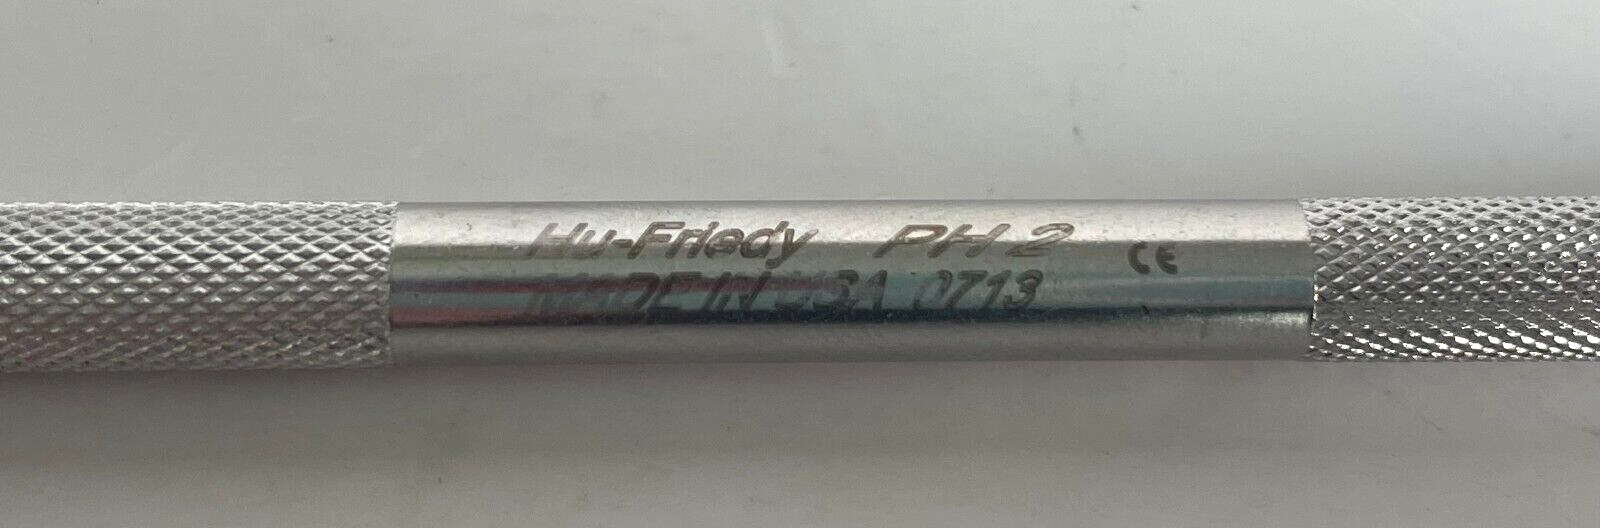 Hu-Friedy PH 2 CE
MADE IN USA 0713